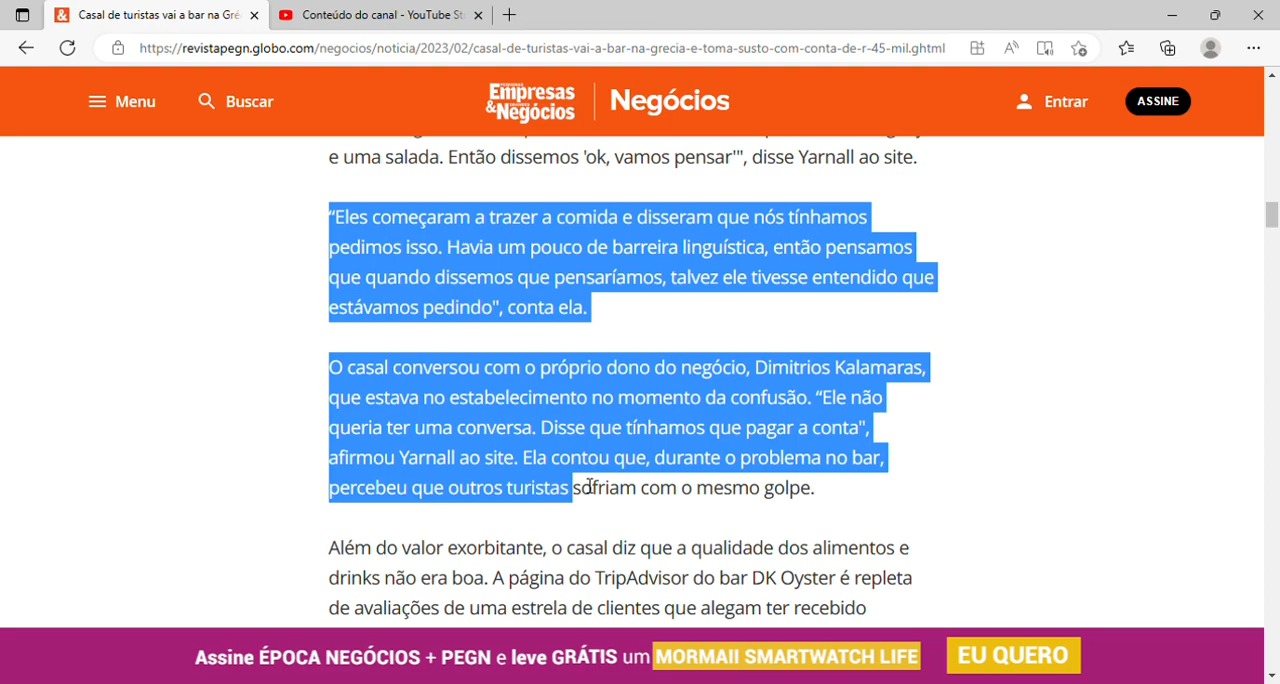 Casal de turistas vai a bar na Gré
Conteúdo do canal - YouTube St
https://revistapegn.globo.com/negocios/noticia/2023/02/casal-de-turistas-vai-a-bar-na-grecia-e-toma-susto-com-conta-de-r-45-mil.ghtml
Menu
Buscar
Empresas
&Negócios
Negócios
Entrar
ASSINE
e uma salada. Então dissemos 'ok, vamos pensar'", disse Yarnall ao site.
“Eles começaram a trazer a comida e disseram que nós tínhamos
pedimos isso. Havia um pouco de barreira linguística, então pensamos
que quando dissemos que pensaríamos, talvez ele tivesse entendido que
estávamos pedindo", conta ela.
O casal conversou com o próprio dono do negócio, Dimitrios Kalamaras,
que estava no estabelecimento no momento da confusão. “Ele não
queria ter uma conversa. Disse que tínhamos que pagar a conta",
afirmou Yarnall ao site. Ela contou que, durante o problema no bar,
percebeu que outros turistas sofriam com o mesmo golpe.
Além do valor exorbitante, o casal diz que a qualidade dos alimentos e
drinks não era boa. A página do TripAdvisor do bar DK Oyster é repleta
de avaliações de uma estrela de clientes que alegam ter recebido
Assine ÉPOCA NEGÓCIOS + PEGN e leve GRÁTIS um MORMAII SMARTWATCH LIFE
EU QUERO